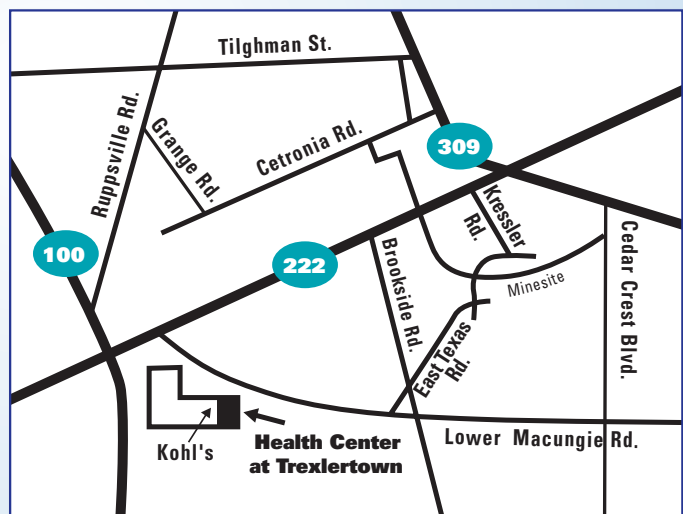 Tilghman St.
Ruppsville Rd.
Grange Rd.
Cetronia Rd.
309
100
222
Kressler
Rd.
Brookside Rd.
Minesite
Cedar Crest Blvd.
East Texas
Rd.
Kohl's
Health Center
at Trexlertown
Lower Macungie Rd.